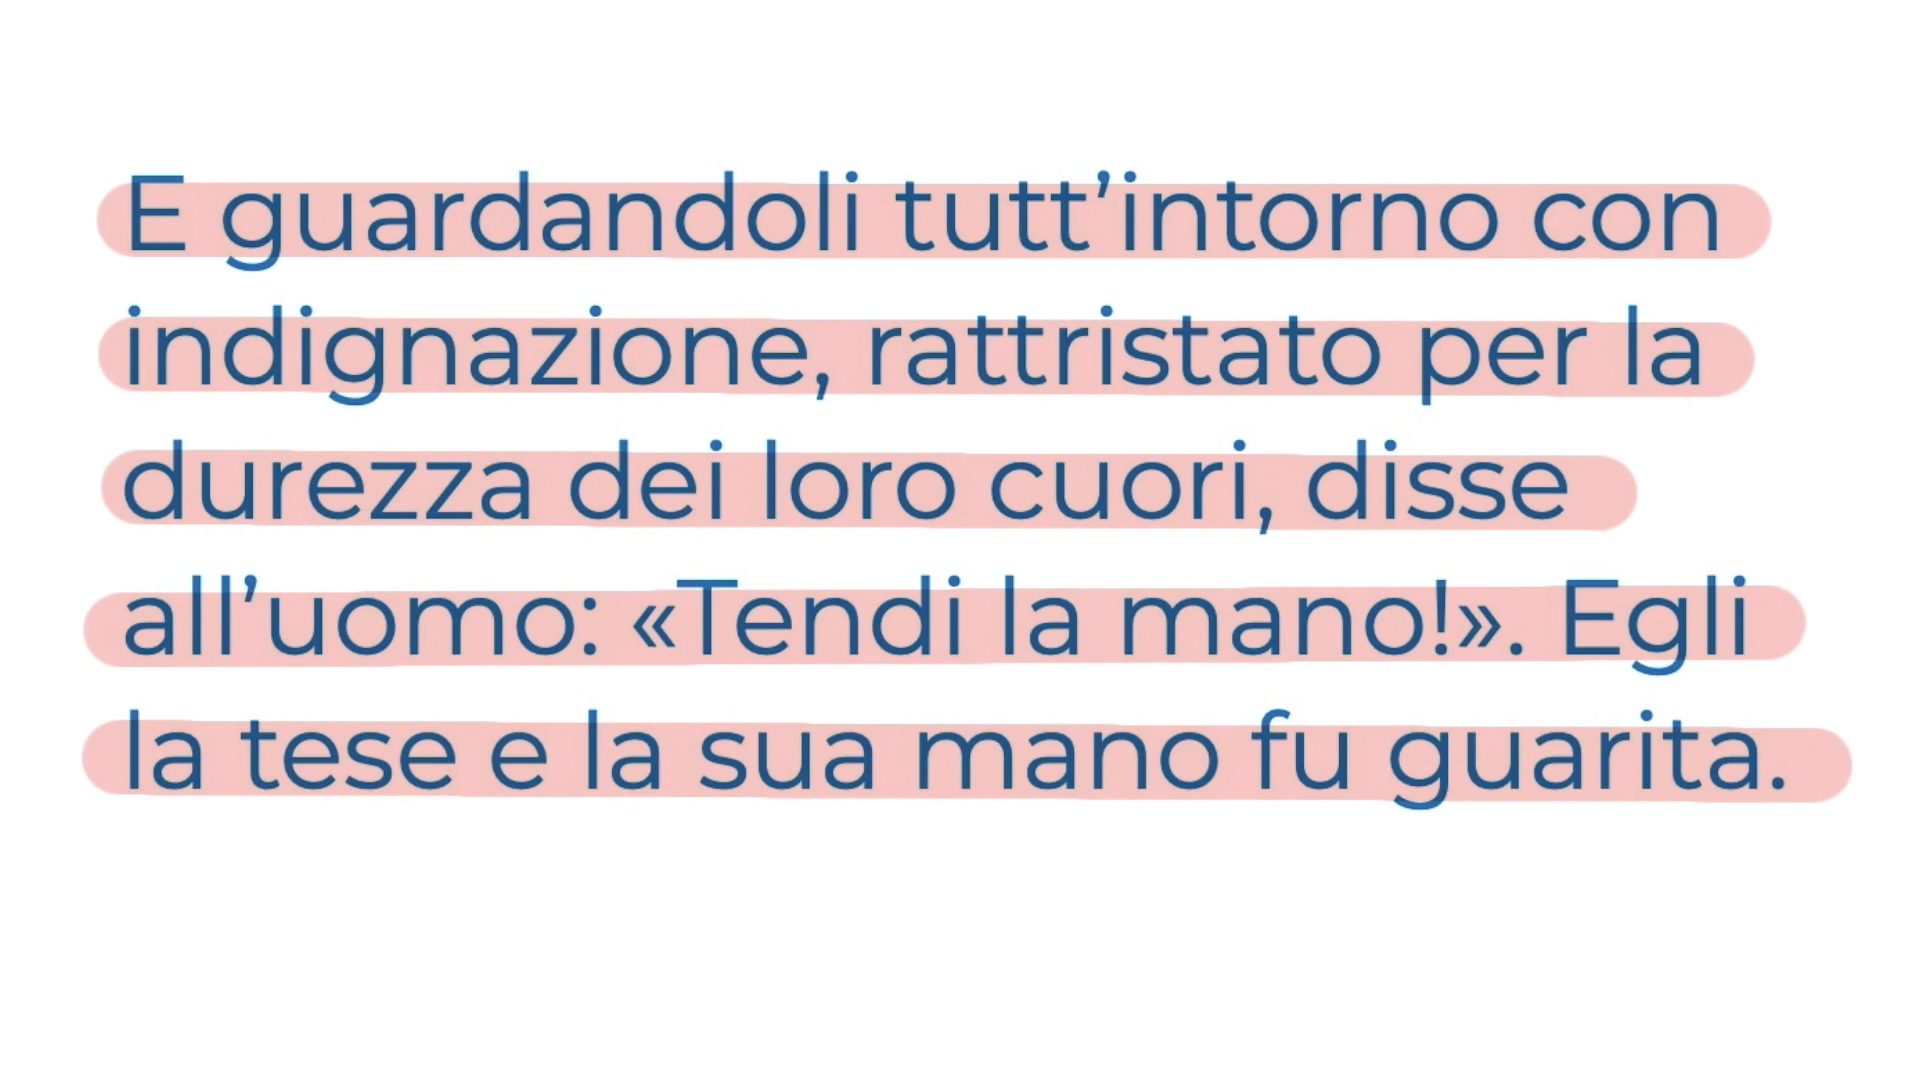 E guardandoli tutt’intorno con
indignazione, rattristato per la
durezza dei loro cuori, disse
all’uomo: «Tendi la mano!». Egli
la tese e la sua mano fu guarita.